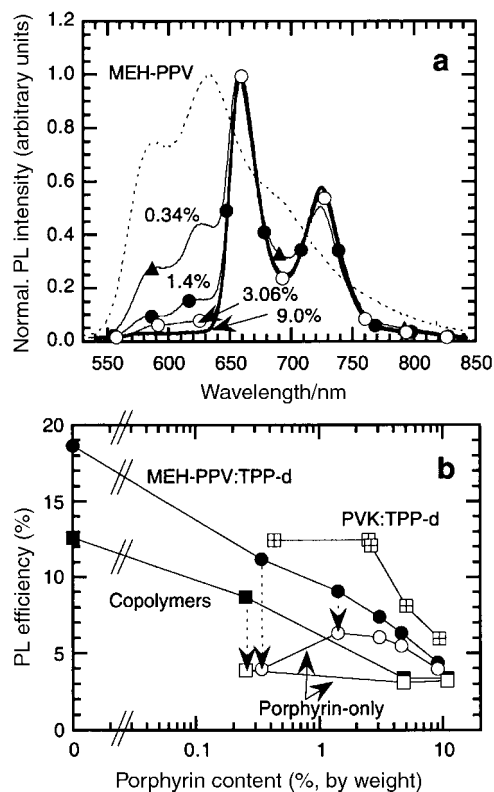 1.2
a
MEH-PPV
1.0
0.8
0.6
0.4
0.2
0.0
0.34%
1.4%
3.06%
9.0%
Normal. PL intensity (arbitrary units)
550 600 650 700 750 800 850
Wavelength/nm
20
b
MEH-PPV:TPP-d
15
PVK:TPP-d
10
Copolymers
5
Porphyrin-only
0
PL efficiency (%)
0 0.1 1 10
Porphyrin content (%, by weight)